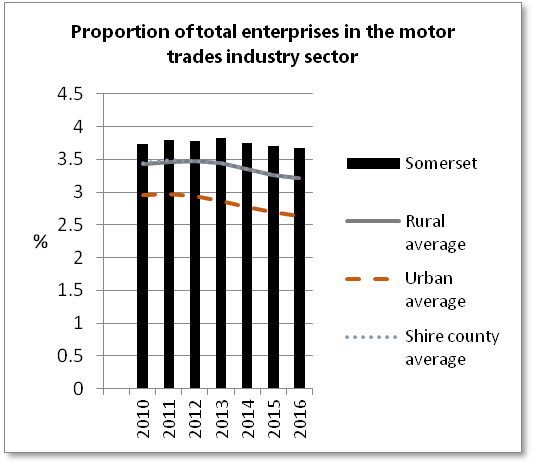 Proportion of total enterprises in the motor
trades industry sector
4.5
4
3.5
3
2.5
2
1.5
1
0.5
0
%
2010
2011
2012
2013
2014
2015
2016
Somerset
Rural
average
Urban
average
Shire county
average